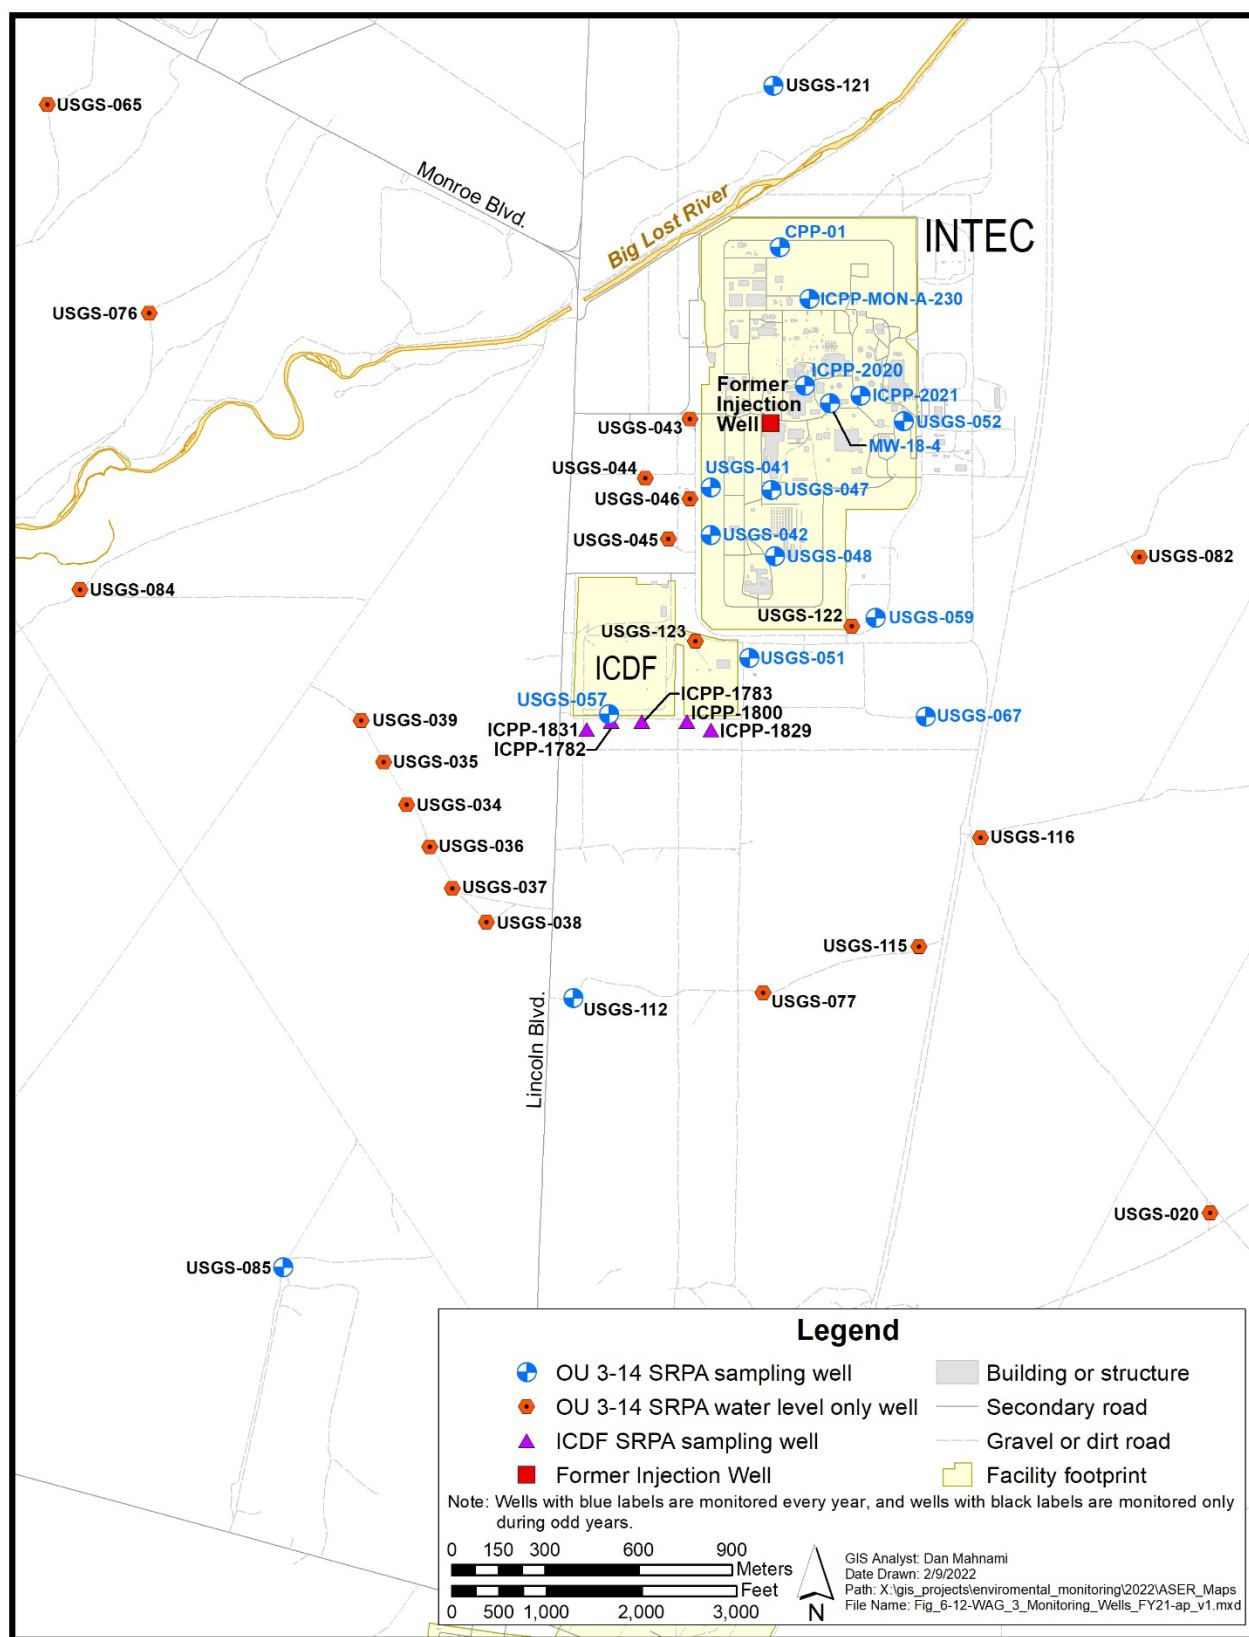 USGS-121
USGS-065
Monroe Blvd.
Big Lost River
INTEC
CPP-01
ICPP-MON-A-230
USGS-076
ICPP-2020
Former
Injection
Well
ICPP-2021
USGS-043
USGS-052
MW-18-4
USGS-044
USGS-041
USGS-046
USGS-047
USGS-045
USGS-042
USGS-048
USGS-082
USGS-084
USGS-122
USGS-059
USGS-123
USGS-051
ICDF
ICPP-1783
USGS-057
ICPP-1800
USGS-067
USGS-039
ICPP-1831
ICPP-1829
ICPP-1782
USGS-035
USGS-034
USGS-116
USGS-036
USGS-037
USGS-038
USGS-115
USGS-112
USGS-077
Lincoln Blvd.
USGS-020
USGS-085
Legend
OU 3-14 SRPA sampling well
Building or structure
OU 3-14 SRPA water level only well
Secondary road
ICDF SRPA sampling well
Gravel or dirt road
Former Injection Well
Facility footprint
Note: Wells with blue labels are monitored every year, and wells with black labels are monitored only
during odd years.
0 150 300 600 900
Meters
Feet
0 500 1,000 2,000 3,000
N
GIS Analyst: Dan Mahnami
Date Drawn: 2/9/2022
Path: X:\gis_projects\enviromental_monitoring\2022\ASER_Maps
File Name: Fig_6-12-WAG_3_Monitoring_Wells_FY21-ap_v1.mxd